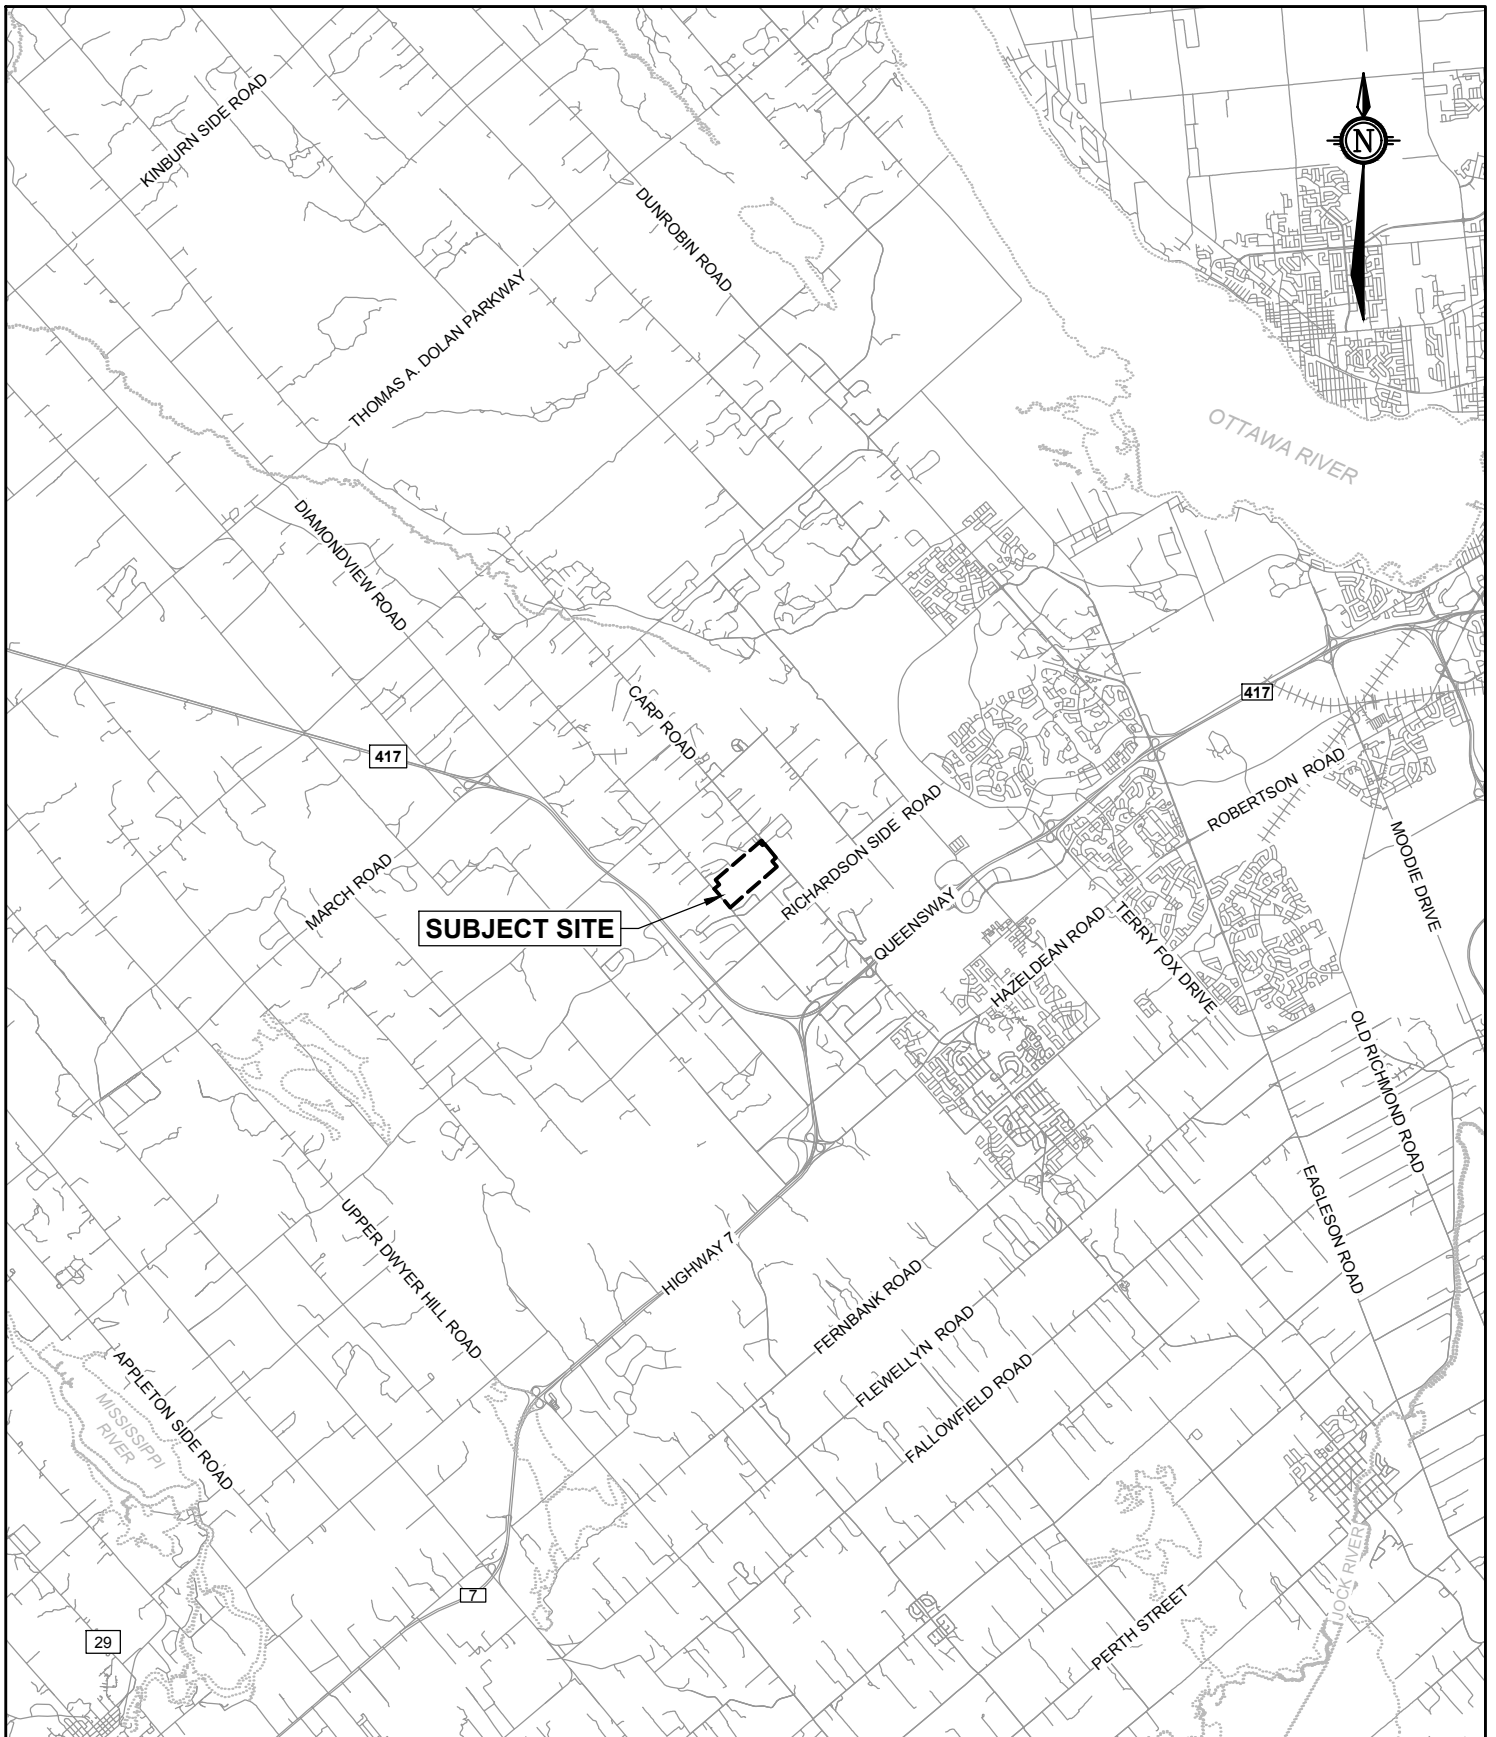 KINBURN SIDE ROAD
N
DUNROBIN ROAD
THOMAS A. DOLAN PARKWAY
OTTAWA RIVER
DIAMONDVIEW ROAD
CARP ROAD
417
417
ROBERTSON ROAD
RICHARDSON SIDE ROAD
MOODIE DRIVE
MARCH ROAD
SUBJECT SITE
QUEENSWAY
HAZELDEAN ROAD
TERRY FOX DRIVE
OLD RICHMOND ROAD
EAGLESON ROAD
UPPER DWYER HILL ROAD
HIGHWAY 7
FERNBANK ROAD
FLEWELLYN ROAD
FALLOWFIELD ROAD
APPLETON SIDE ROAD
MISSISSIPPI
RIVER
JOCK RIVER
7
PERTH STREET
29